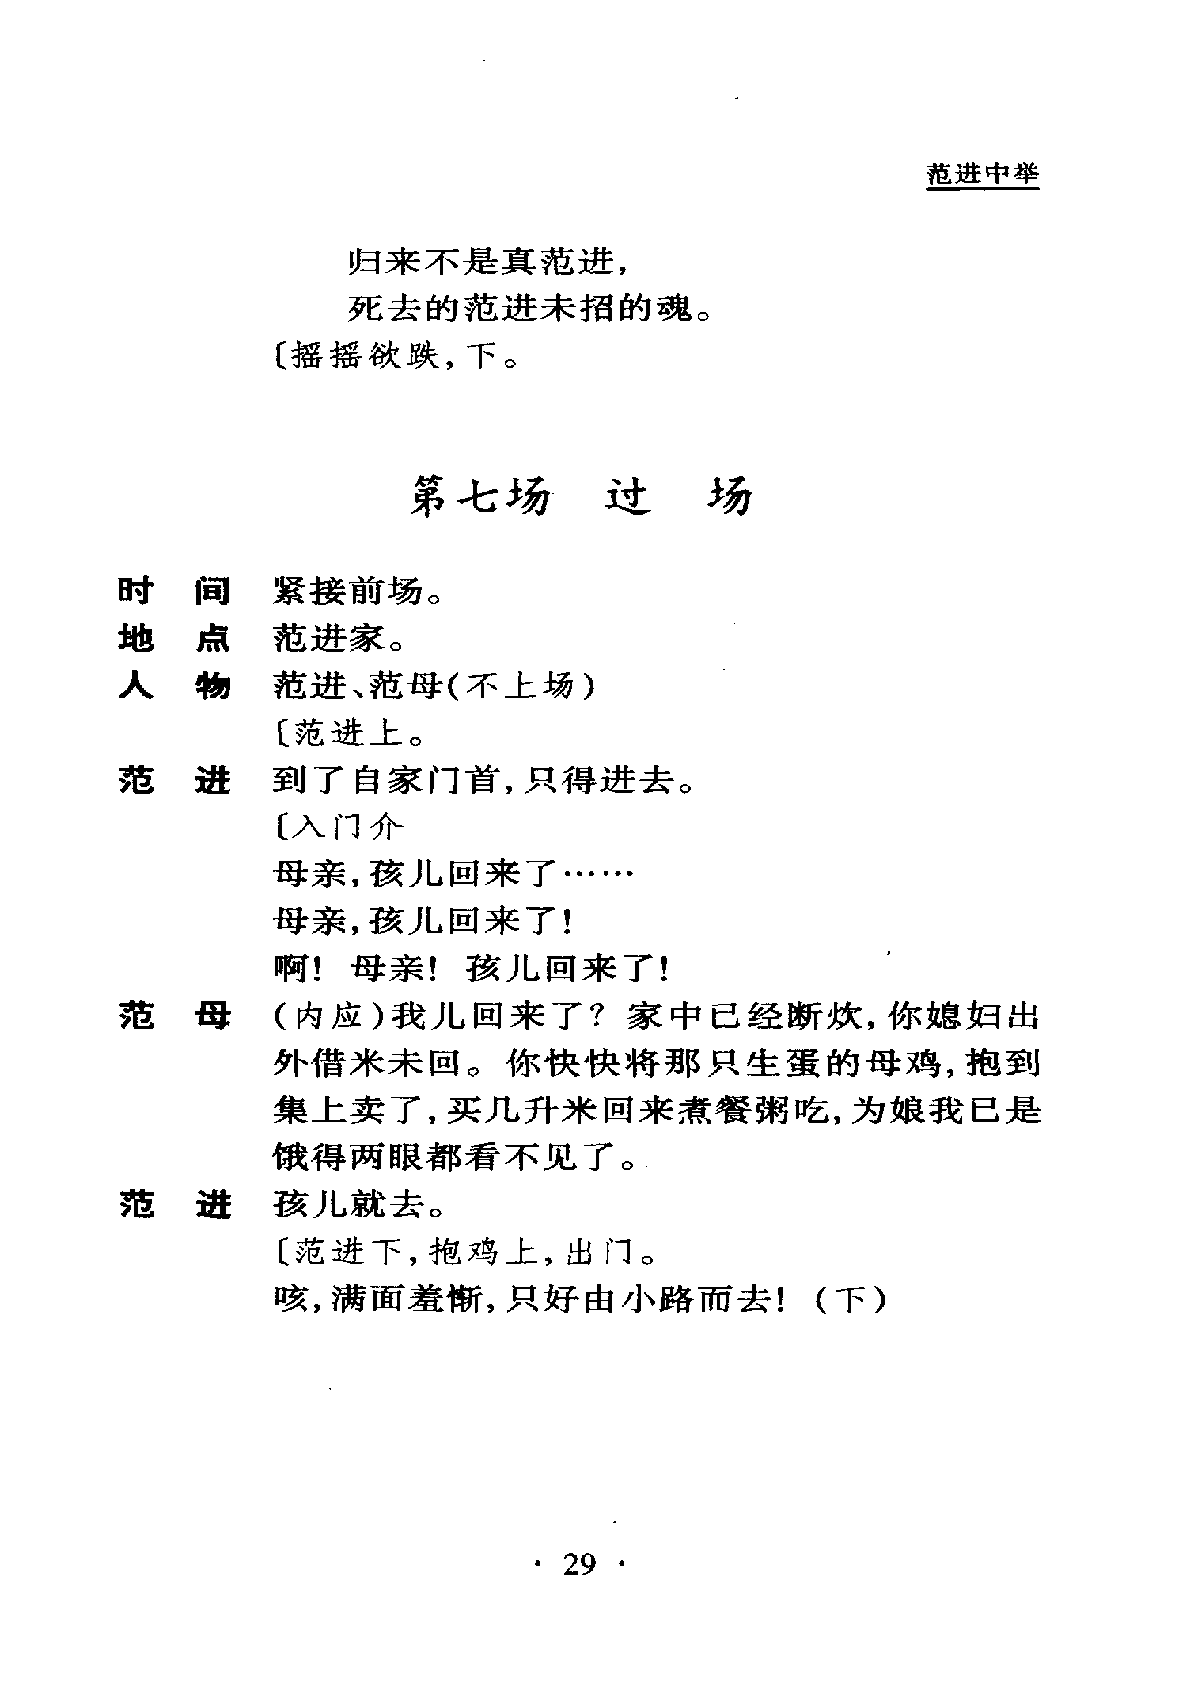 范进中举
归来不是真范进，
死去的范进未招的魂。
〔摇摇欲跌，下。
第七场　过　场
时　间　紧接前场。
地　点　范进家。
人　物　范进、范母(不上场)
〔范进上。
范　进　到了自家门首，只得进去。
〔入门介
母亲，孩儿回来了……
母亲，孩儿回来了！
啊！母亲！孩儿回来了！
范　母　(内应)我儿回来了？家中已经断炊，你媳妇出
外借米未回。你快快将那只生蛋的母鸡，抱到
集上卖了，买几升米回来煮餐粥吃，为娘我已是
饿得两眼都看不见了。
范　进　孩儿就去。
〔范进下，抱鸡上，出门。
咳，满面羞惭，只好由小路而去！(下)
· 29 ·